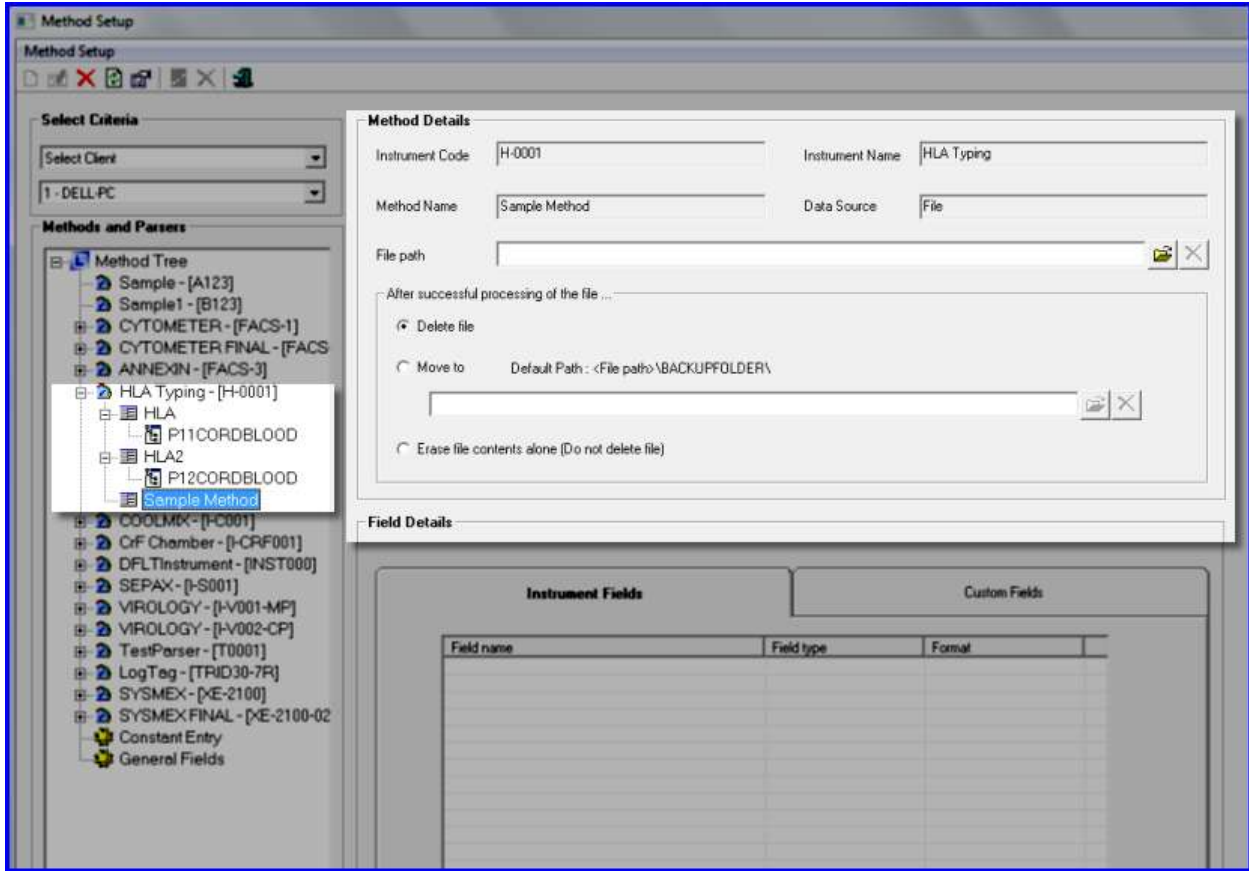 Method Setup
Method Setup
Select Criteria
Select Client
1 - DELL-PC
Methods and Parsers
Method Tree
Sample - [A123]
Sample1 - [B123]
CYTOMETER - [FACS-1]
CYTOMETER FINAL - [FACS
ANNEXIN - [FACS-3]
HLA Typing - [H-0001]
HLA
P11CORDBLOOD
HLA2
P12CORDBLOOD
Sample Method
COOLMIX - [I-C001]
CrF Chamber - [I-CRF001]
DFLTInstrument - [INST000]
SEPAX - [I-S001]
VIROLOGY - [I-V001-MP]
VIROLOGY - [I-V002-CP]
TestParser - [T0001]
LogTag - [TRID30-7R]
SYSMEX - [XE-2100]
SYSMEX FINAL - [XE-2100-02
Constant Entry
General Fields
Method Details
Instrument Code H-0001 Instrument Name HLA Typing
Method Name Sample Method Data Source File
File path
After successful processing of the file ...
Delete file
Move to Default Path : <File path>\BACKUPFOLDER\
Erase file contents alone (Do not delete file)
Field Details
Instrument Fields Custom Fields
Field name Field type Format